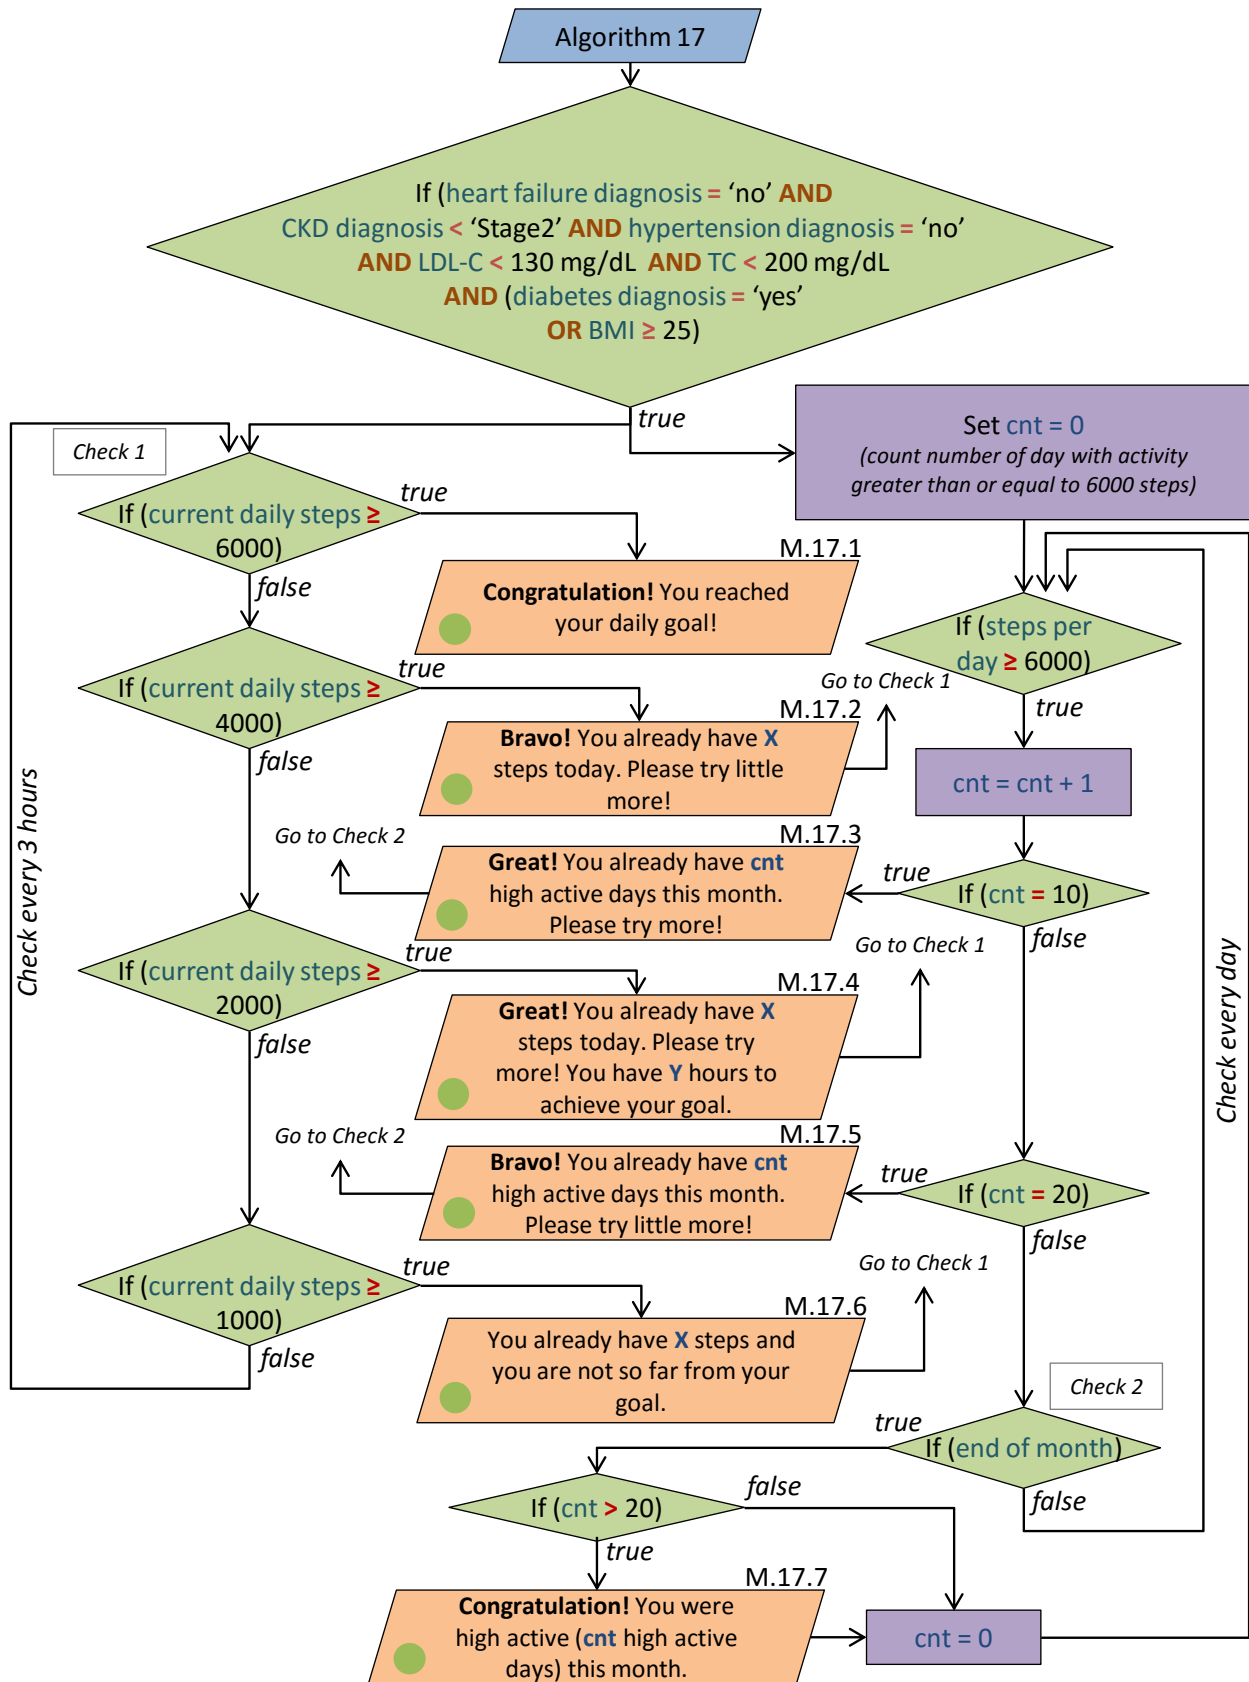 Algorithm 17
If (heart failure diagnosis = ‘no’ AND
CKD diagnosis < ‘Stage2’ AND hypertension diagnosis = ‘no’
AND LDL-C < 130 mg/dL AND TC < 200 mg/dL
AND (diabetes diagnosis = ‘yes’
OR BMI ≥ 25)
true
Set cnt = 0
(count number of day with activity
greater than or equal to 6000 steps)
Check 1
If (current daily steps ≥
6000)
true
false
M.17.1
Congratulation! You reached
your daily goal!
If (steps per
day ≥ 6000)
true
If (current daily steps ≥
4000)
true
false
Go to Check 1
M.17.2
Bravo! You already have X
steps today. Please try little
more!
cnt = cnt + 1
Check every 3 hours
Go to Check 2
M.17.3
Great! You already have cnt
high active days this month.
Please try more!
true
If (cnt = 10)
false
If (current daily steps ≥
2000)
true
false
Go to Check 1
M.17.4
Great! You already have X
steps today. Please try
more! You have Y hours to
achieve your goal.
Check every day
Go to Check 2
M.17.5
Bravo! You already have cnt
high active days this month.
Please try little more!
true
If (cnt = 20)
false
If (current daily steps ≥
1000)
true
false
Go to Check 1
M.17.6
You already have X steps and
you are not so far from your
goal.
Check 2
true
If (end of month)
false
If (cnt > 20)
false
true
M.17.7
Congratulation! You were
high active (cnt high active
days) this month.
cnt = 0